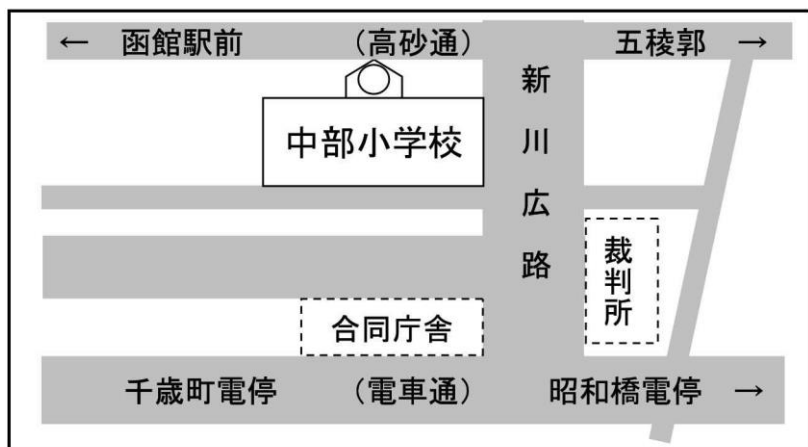 ← 函館駅前 (高砂通) 五稜郭 →
新川広路
中部小学校
裁判所
合同庁舎
千歳町電停 (電車通) 昭和橋電停 →